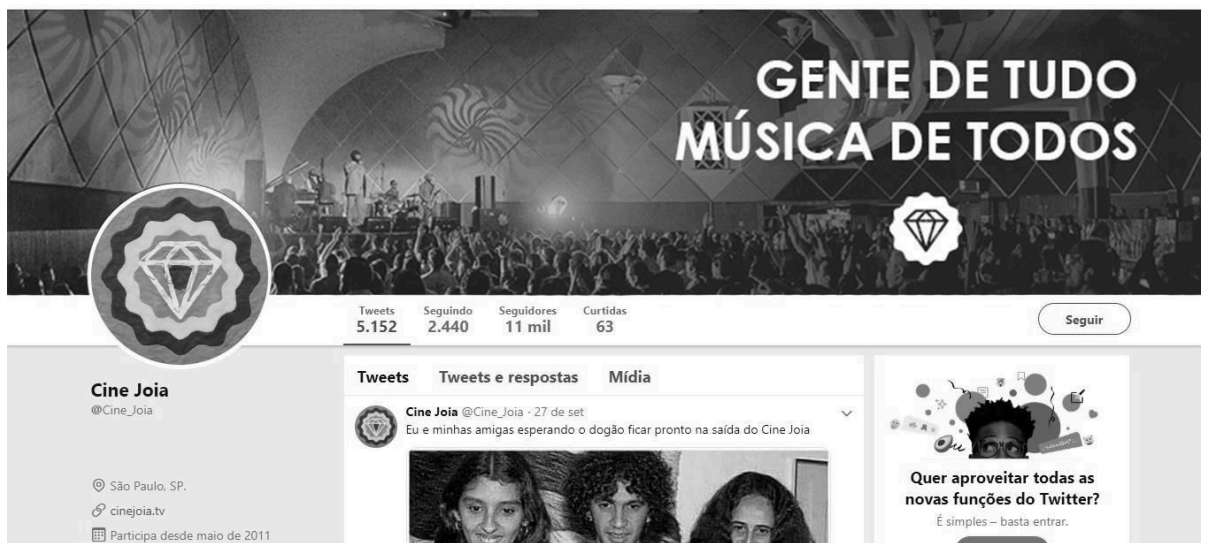 GENTE DE TUDO
MÚSICA DE TODOS
Tweets Seguindo Seguidores Curtidas
5.152 2.440 11 mil 63
Seguir
Cine Joia
@Cine_Joia
São Paulo, SP.
cinejoia.tv
Participa desde maio de 2011
Tweets Tweets e respostas Mídia
Cine Joia @Cine_Joia · 27 de set
Eu e minhas amigas esperando o dogão ficar pronto na saída do Cine Joia
Quer aproveitar todas as
novas funções do Twitter?
É simples – basta entrar.